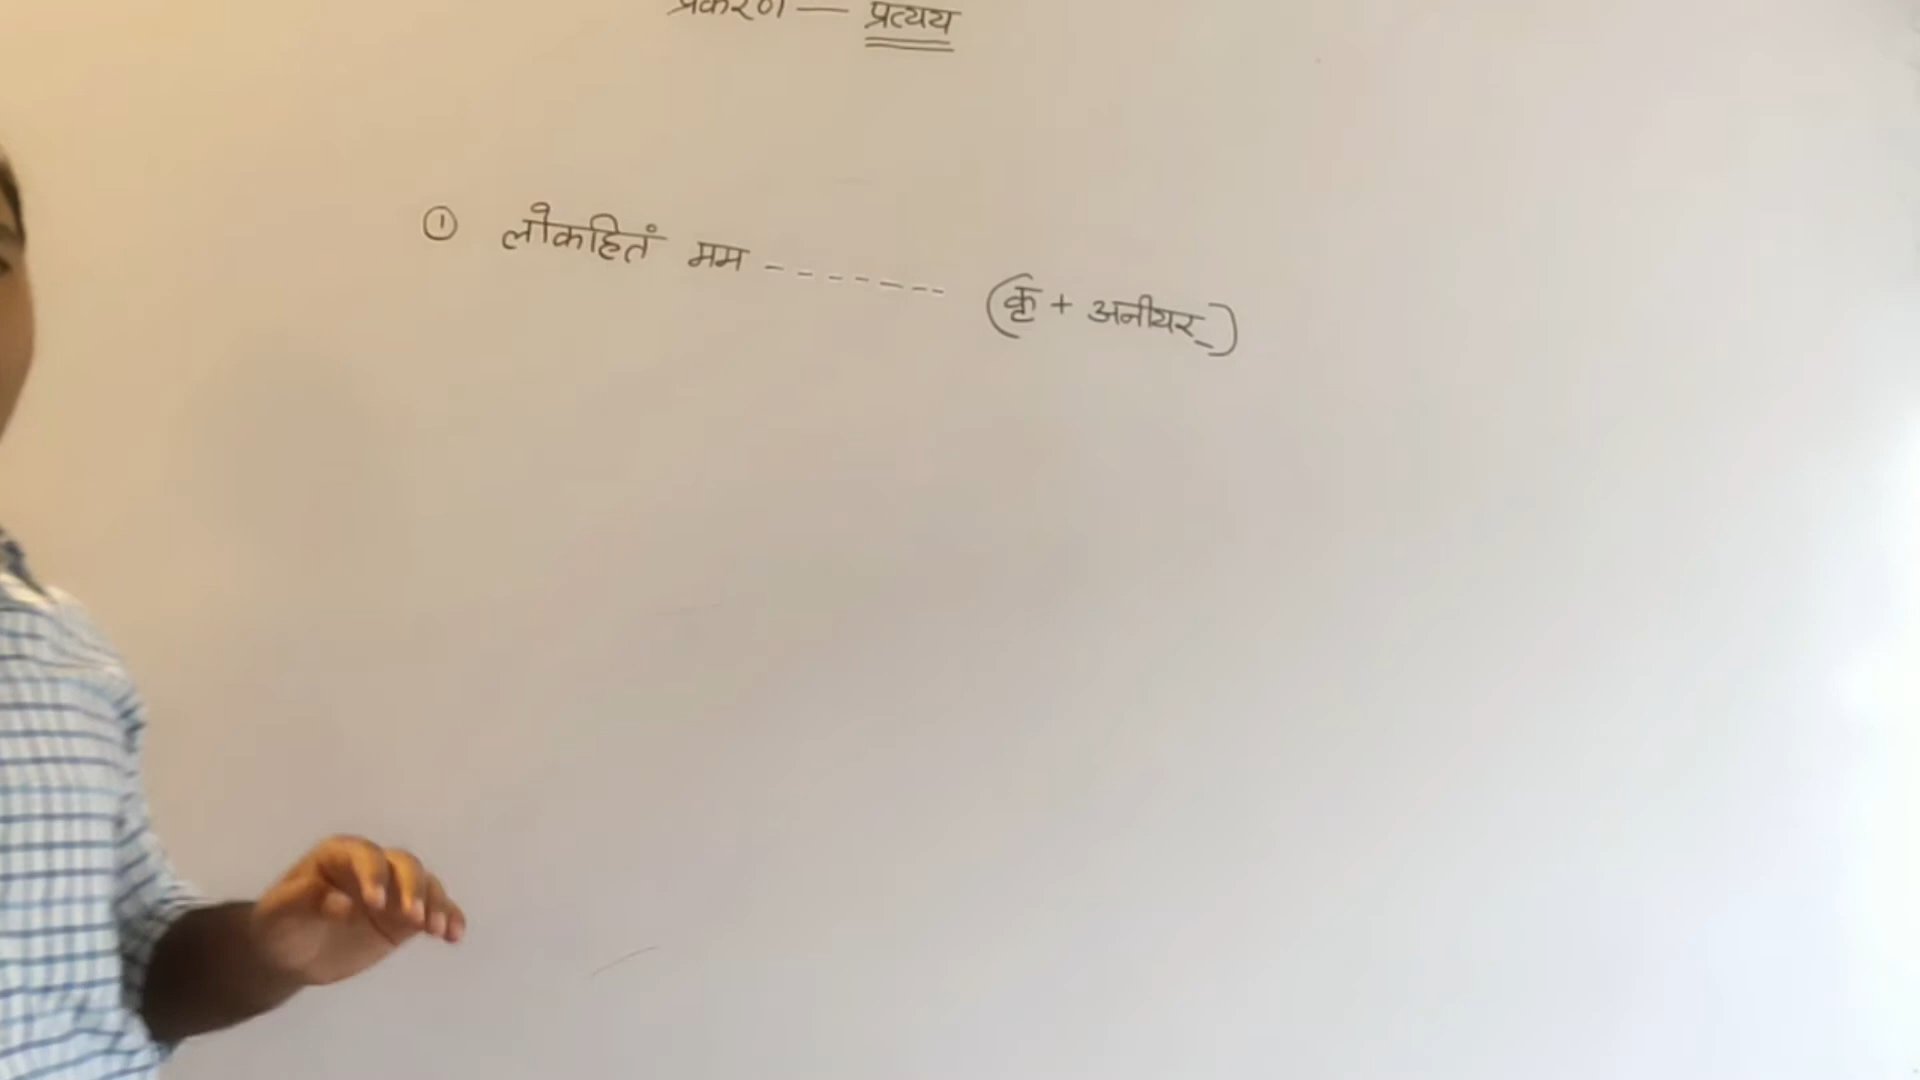 प्रकरण — प्रत्यय
① लोकहितं मम - - - - - - - (कृ + अनीयर्)